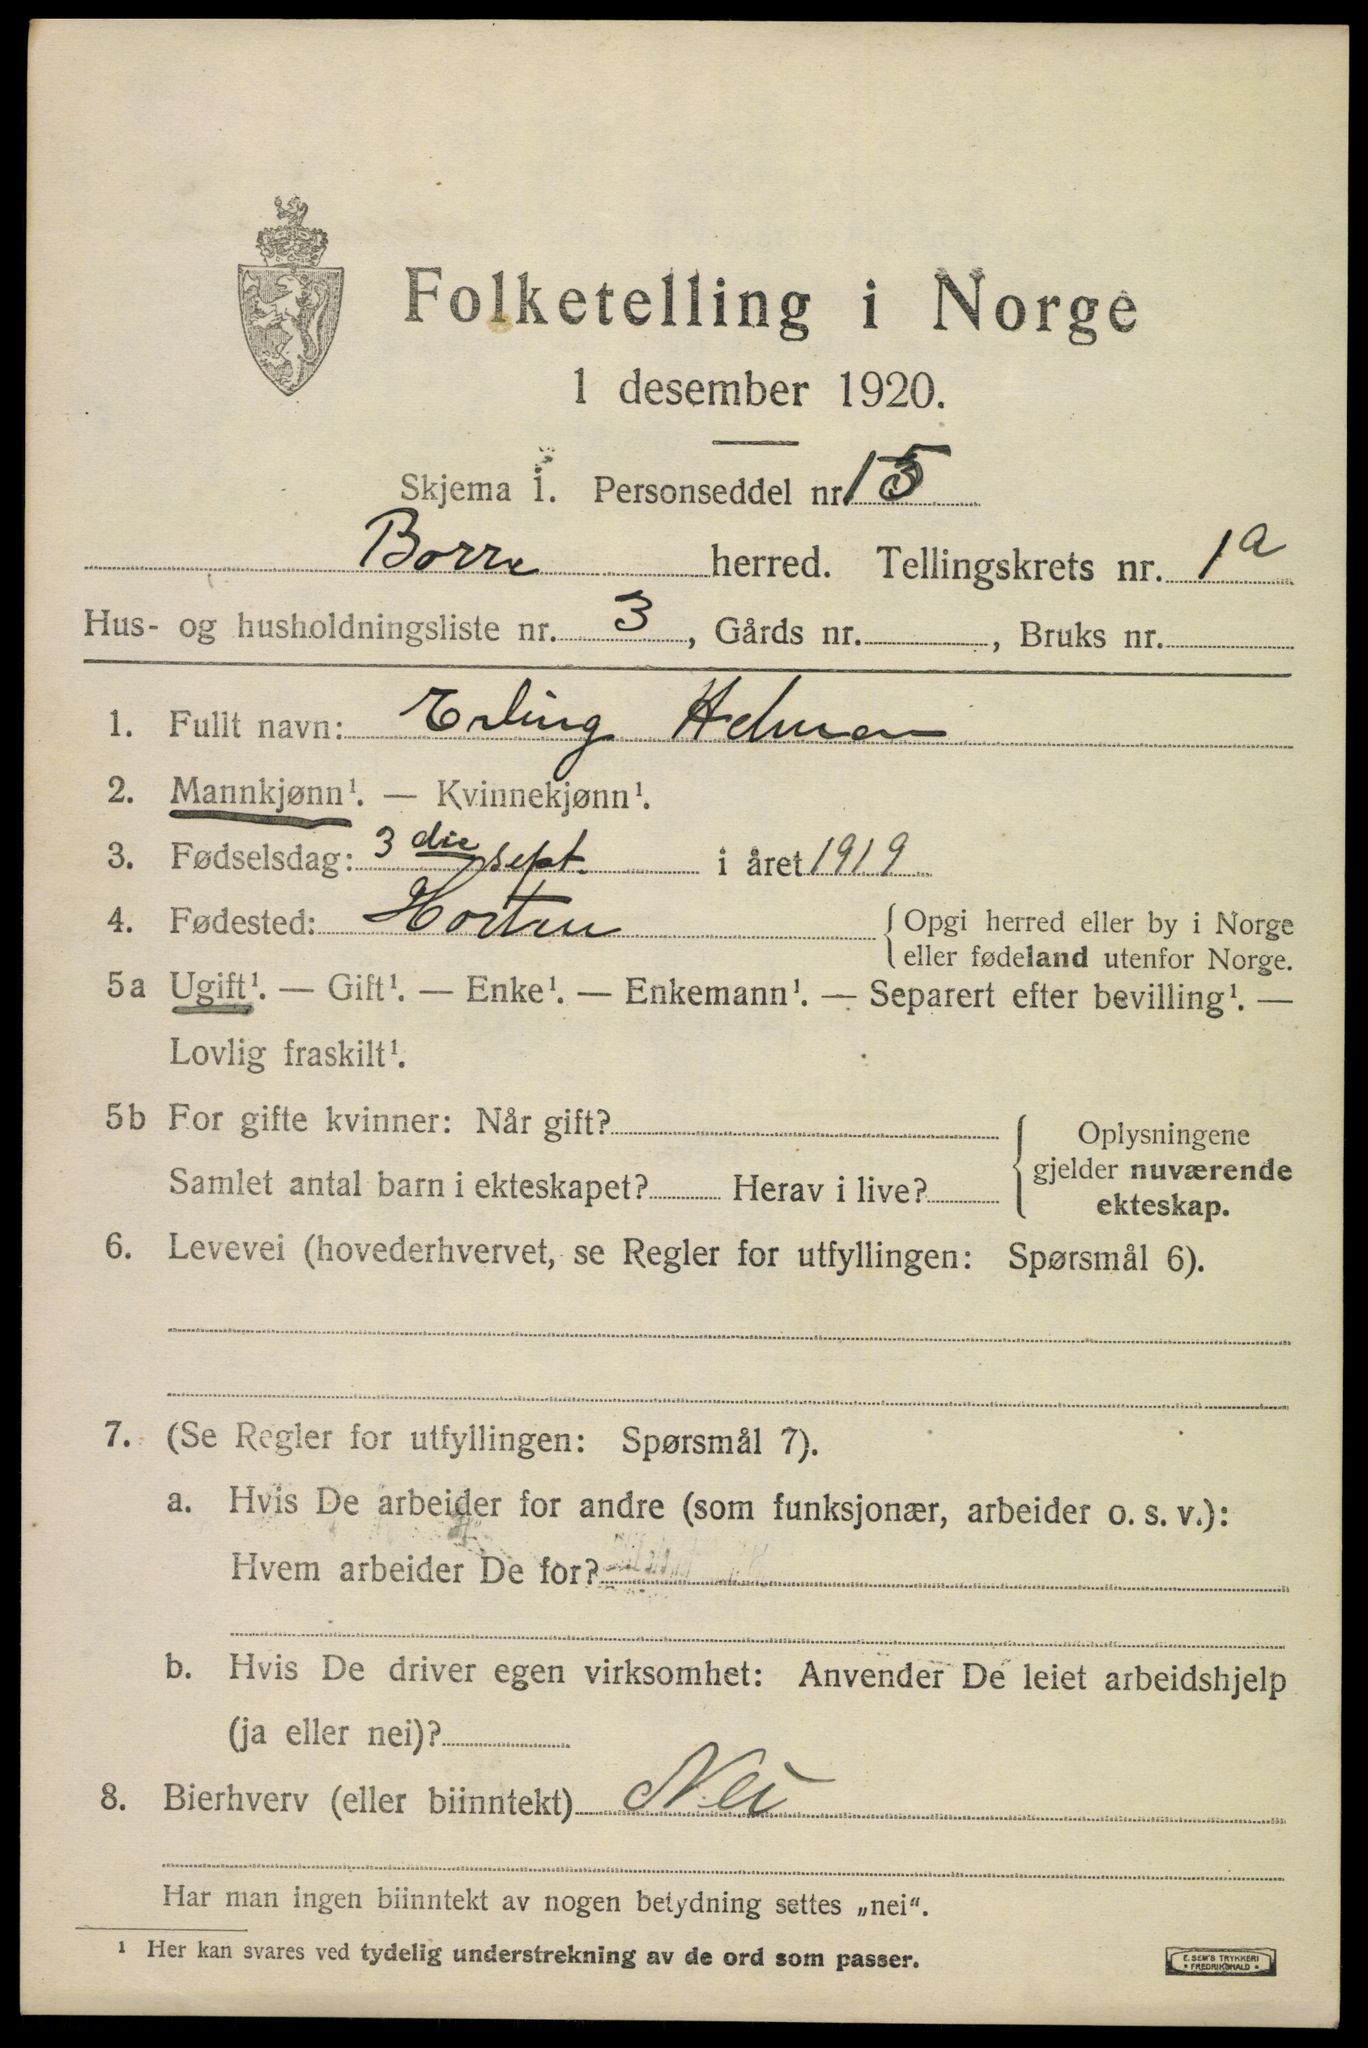 Folketelling i Norge
1 desember 1920.
Skjema 1. Personseddel nr. 15
Borre herred. Tellingskrets nr. 1a
Hus- og husholdningsliste nr. 3, Gårds nr. , Bruks nr.
1. Fullt navn: Erling
2. Mannkjønn¹. — Kvinnekjønn¹.
3. Fødselsdag: 3die sept. i året 1919
4. Fødested: Horten { Opgi herred eller by i Norge
eller fødeland utenfor Norge.
5a Ugift¹. — Gift¹. — Enke¹. — Enkemann¹. — Separert efter bevilling¹. —
Lovlig fraskilt¹.
5b For gifte kvinner: Når gift? { Oplysningene
gjelder nuværende
Samlet antal barn i ekteskapet? Herav i live?
ekteskap.
6. Levevei (hovederhvervet, se Regler for utfyllingen: Spørsmål 6).
7. (Se Regler for utfyllingen: Spørsmål 7).
a. Hvis De arbeider for andre (som funksjonær, arbeider o. s. v.):
Hvem arbeider De for?
b. Hvis De driver egen virksomhet: Anvender De leiet arbeidshjelp
(ja eller nei)?
8. Bierhverv (eller biinntekt) Nei
Har man ingen biinntekt av nogen betydning settes „nei“.
¹ Her kan svares ved tydelig understrekning av de ord som passer.
E. SEM'S TRYKKERI
FREDRIKSHALD